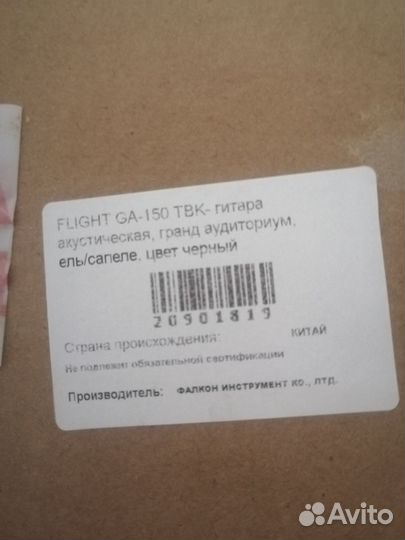 FLIGHT GA-150 TBK- гитара
акустическая, гранд аудиториум,
ель/сапеле, цвет черный
20901819
Страна происхождения: КИТАЙ
Не подлежит обязательной сертификации
Производитель: ФАЛКОН ИНСТРУМЕНТ КО., ЛТД.
Avito